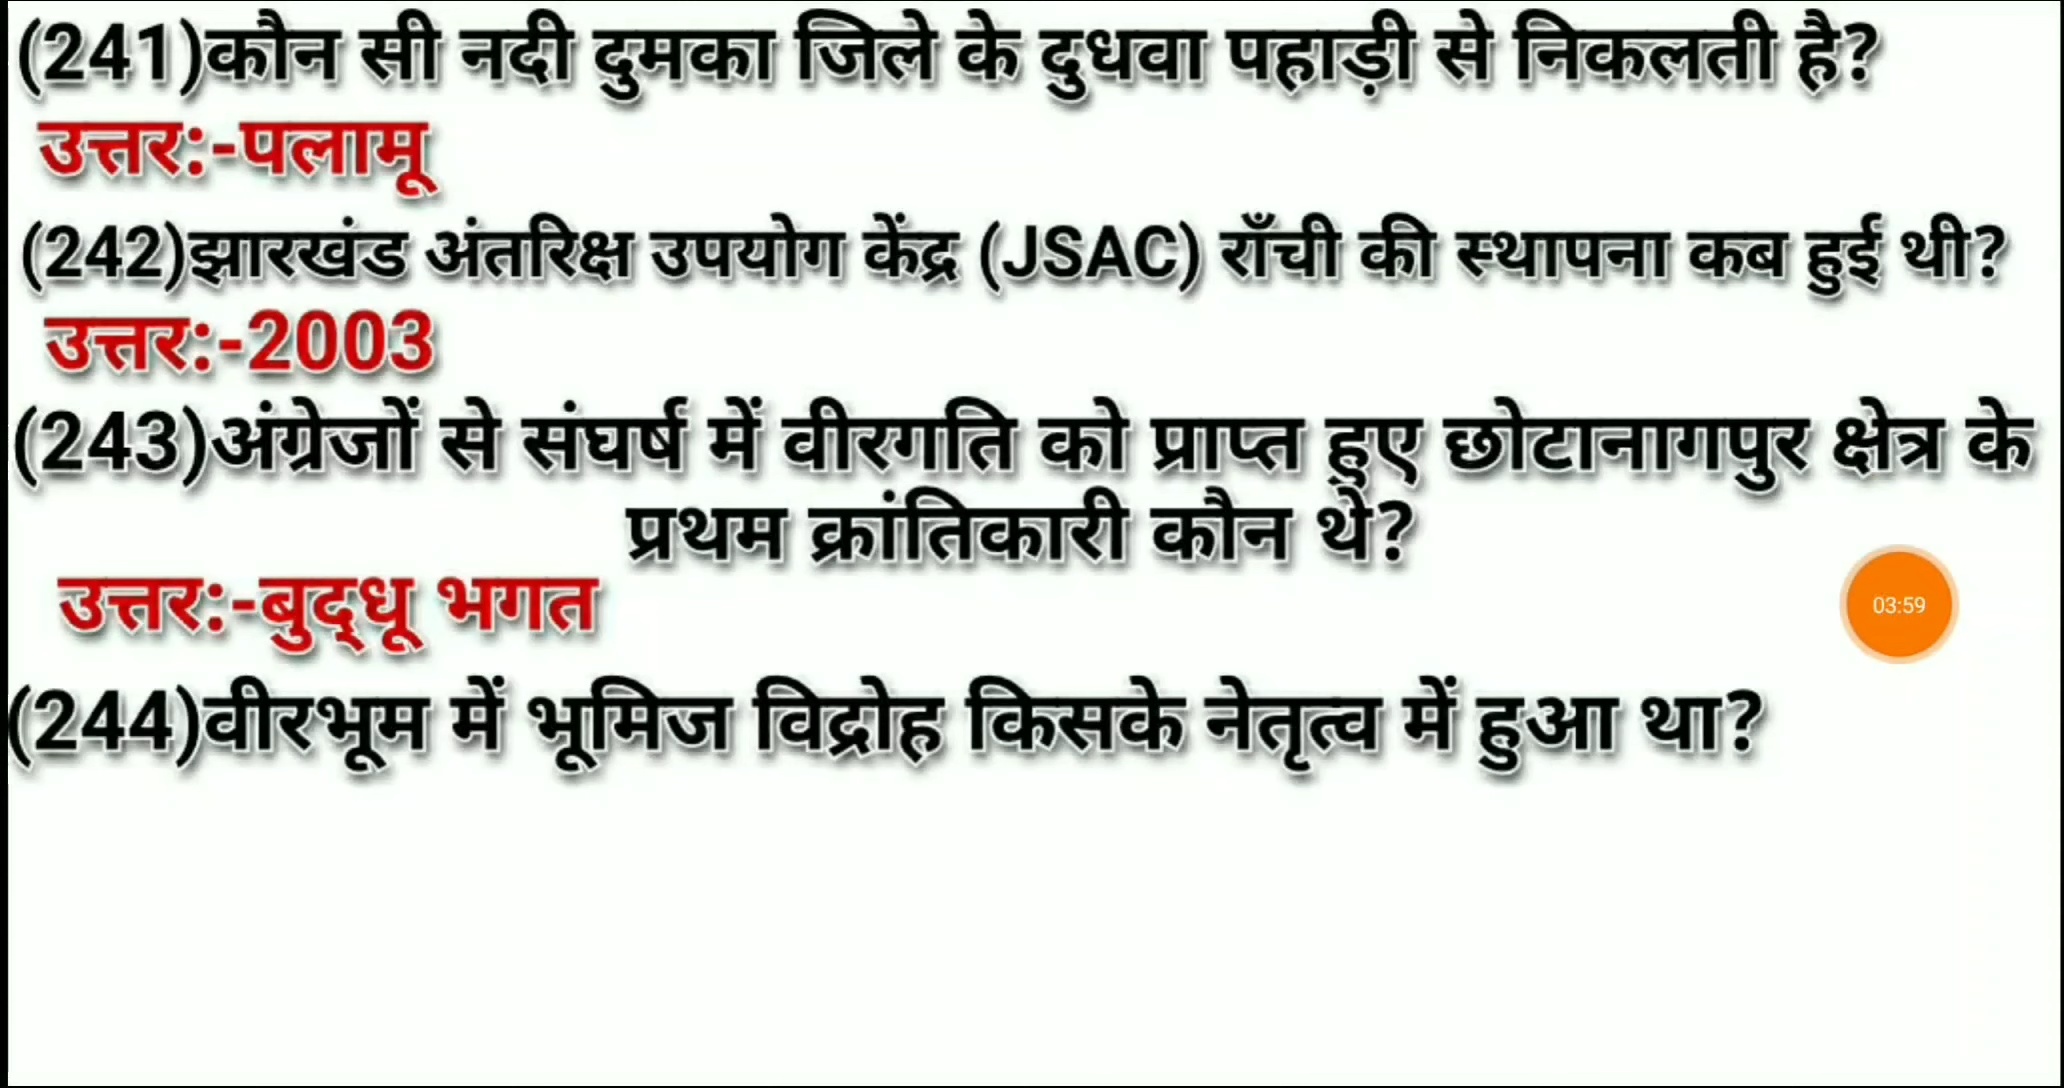 (241)कौन सी नदी दुमका जिले के दुधवा पहाड़ी से निकलती है?
उत्तर:-पलामू
(242)झारखंड अंतरिक्ष उपयोग केंद्र (JSAC) राँची की स्थापना कब हुई थी?
उत्तर:-2003
(243)अंग्रेजों से संघर्ष में वीरगति को प्राप्त हुए छोटानागपुर क्षेत्र के
प्रथम क्रांतिकारी कौन थे?
उत्तर:-बुद्धू भगत
03:59
(244)वीरभूम में भूमिज विद्रोह किसके नेतृत्व में हुआ था?